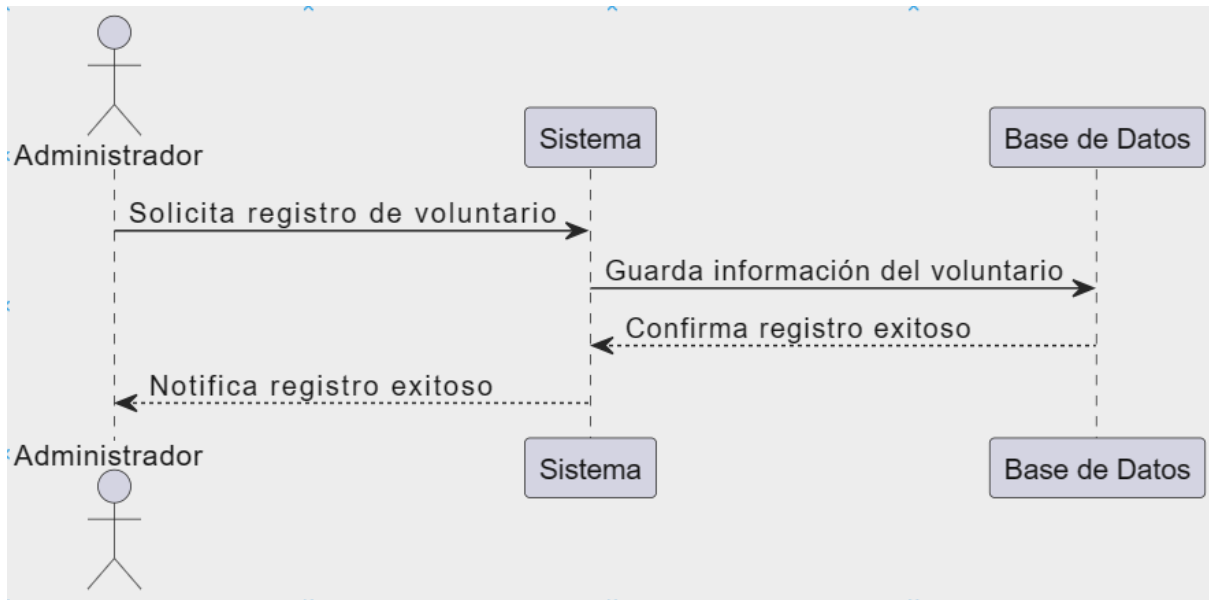 Administrador
Sistema
Base de Datos
Solicita registro de voluntario
Guarda información del voluntario
Confirma registro exitoso
Notifica registro exitoso
Administrador
Sistema
Base de Datos